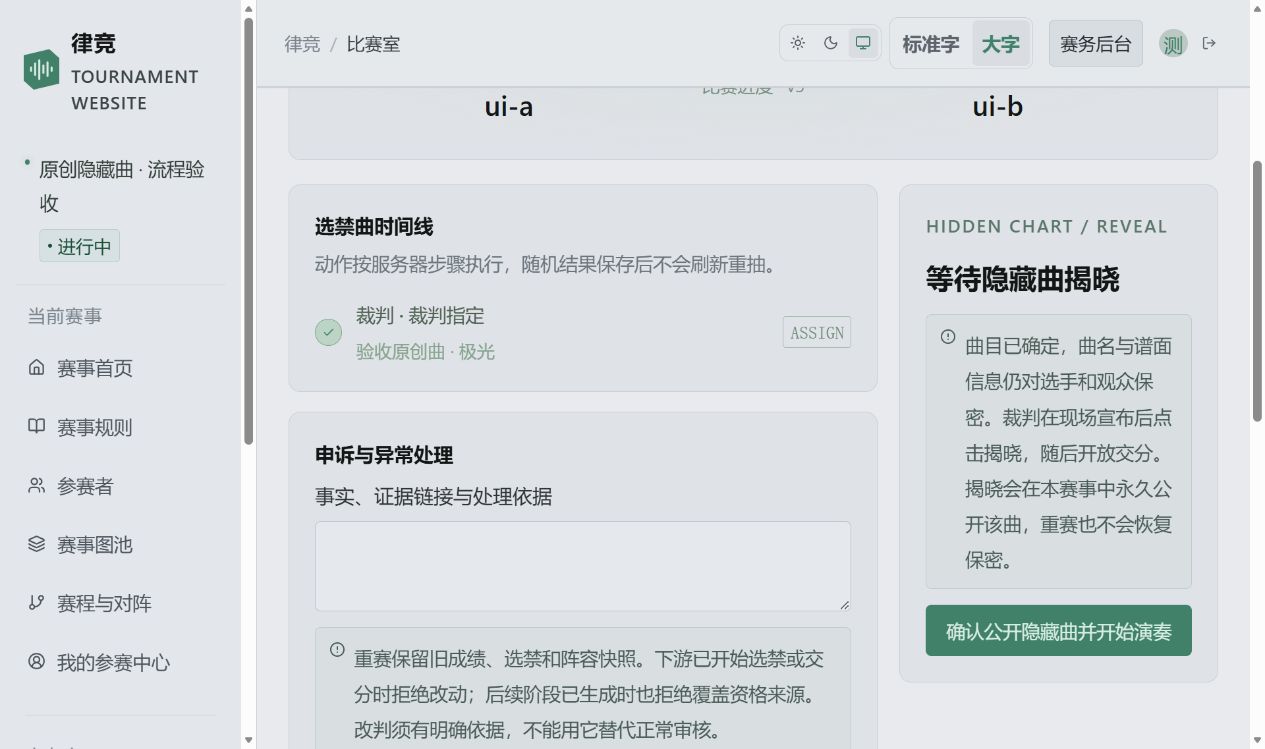 律竞
TOURNAMENT
WEBSITE
原创隐藏曲 · 流程验
收
• 进行中
当前赛事
赛事首页
赛事规则
参赛者
赛事图池
赛程与对阵
我的参赛中心
律竞 / 比赛室
标准字 大字 赛务后台 测
ui-a
ui-b
选禁曲时间线
动作按服务器步骤执行，随机结果保存后不会刷新重抽。
裁判 · 裁判指定
验收原创曲 · 极光
ASSIGN
申诉与异常处理
事实、证据链接与处理依据
重赛保留旧成绩、选禁和阵容快照。下游已开始选禁或交
分时拒绝改动；后续阶段已生成时也拒绝覆盖资格来源。
改判须有明确依据，不能用它替代正常审核。
HIDDEN CHART / REVEAL
等待隐藏曲揭晓
曲目已确定，曲名与谱面
信息仍对选手和观众保
密。裁判在现场宣布后点
击揭晓，随后开放交分。
揭晓会在本赛事中永久公
开该曲，重赛也不会恢复
保密。
确认公开隐藏曲并开始演奏